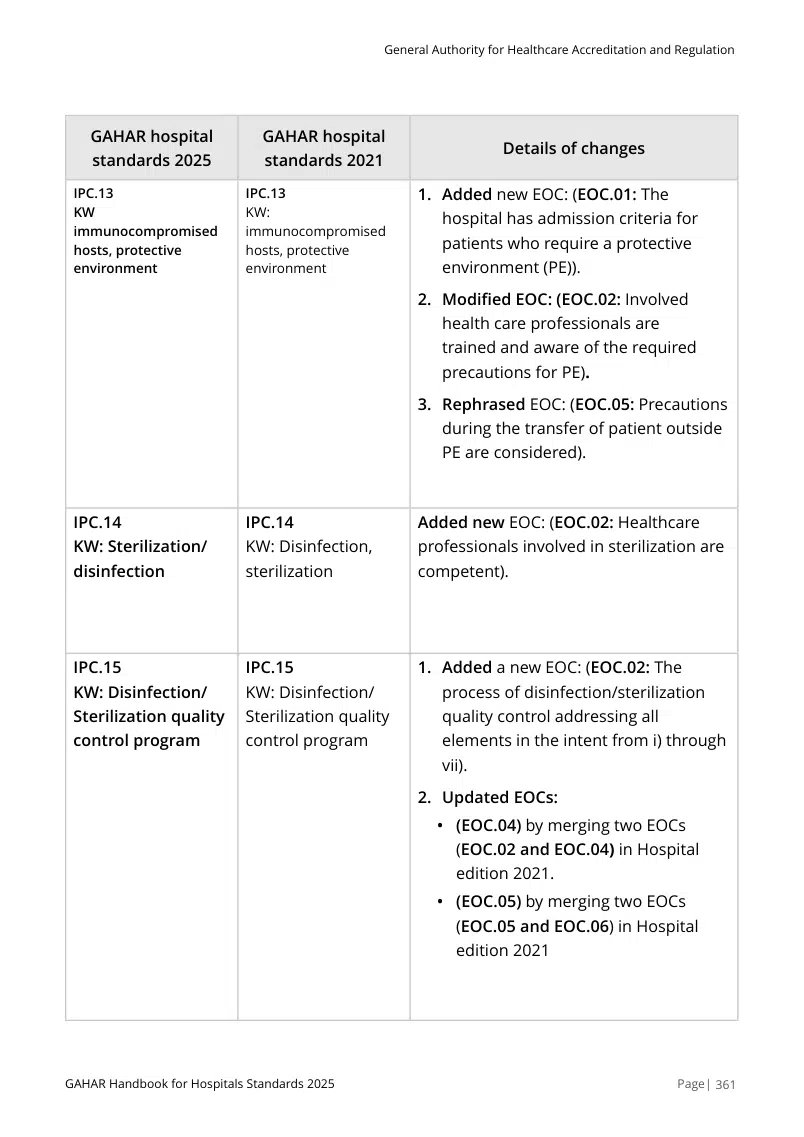 General Authority for Healthcare Accreditation and Regulation
GAHAR hospital
standards 2025
GAHAR hospital
standards 2021
Details of changes
IPC.13
KW
immunocompromised
hosts, protective
environment
IPC.13
KW:
immunocompromised
hosts, protective
environment
1. Added new EOC: (EOC.01: The
hospital has admission criteria for
patients who require a protective
environment (PE)).
2. Modified EOC: (EOC.02: Involved
health care professionals are
trained and aware of the required
precautions for PE).
3. Rephrased EOC: (EOC.05: Precautions
during the transfer of patient outside
PE are considered).
IPC.14
KW: Sterilization/
disinfection
IPC.14
KW: Disinfection,
sterilization
Added new EOC: (EOC.02: Healthcare
professionals involved in sterilization are
competent).
IPC.15
KW: Disinfection/
Sterilization quality
control program
IPC.15
KW: Disinfection/
Sterilization quality
control program
1. Added a new EOC: (EOC.02: The
process of disinfection/sterilization
quality control addressing all
elements in the intent from i) through
vii).
2. Updated EOCs:
• (EOC.04) by merging two EOCs
(EOC.02 and EOC.04) in Hospital
edition 2021.
• (EOC.05) by merging two EOCs
(EOC.05 and EOC.06) in Hospital
edition 2021
GAHAR Handbook for Hospitals Standards 2025
Page| 361